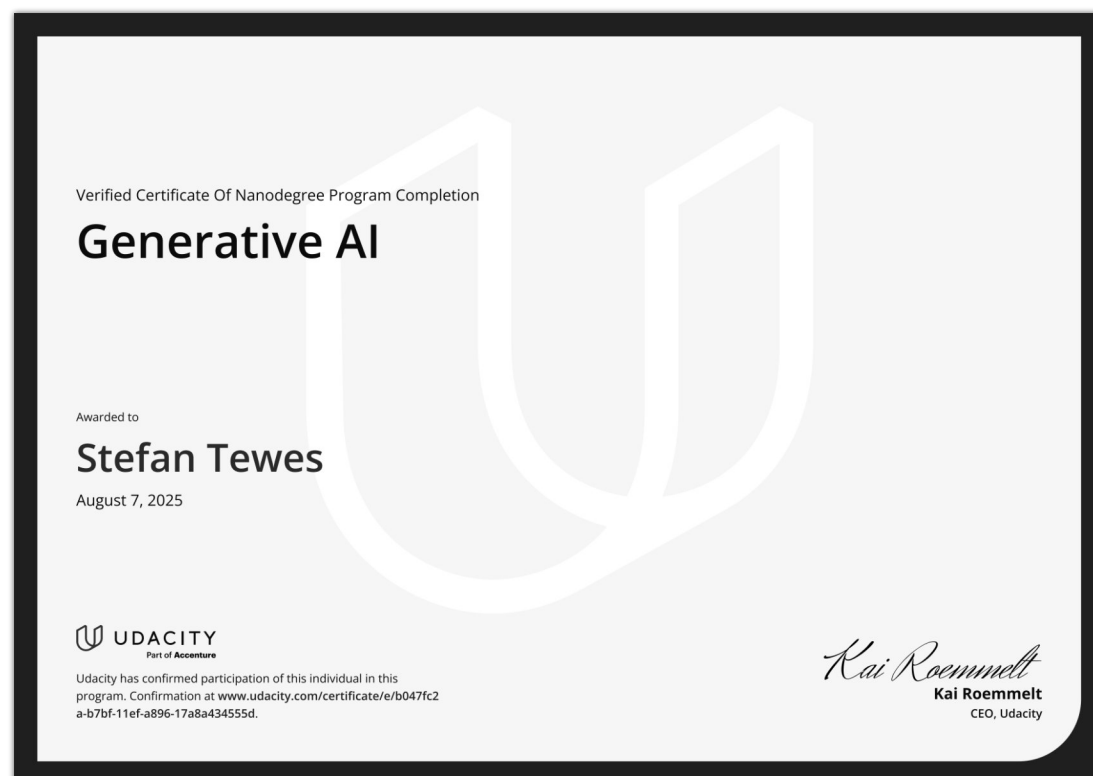 Verified Certificate Of Nanodegree Program Completion
Generative AI
Awarded to
Stefan Tewes
August 7, 2025
UDACITY
Part of Accenture
Udacity has confirmed participation of this individual in this
program. Confirmation at www.udacity.com/certificate/e/b047fc2
a-b7bf-11ef-a896-17a8a434555d.
Kai Roemmelt
Kai Roemmelt
CEO, Udacity